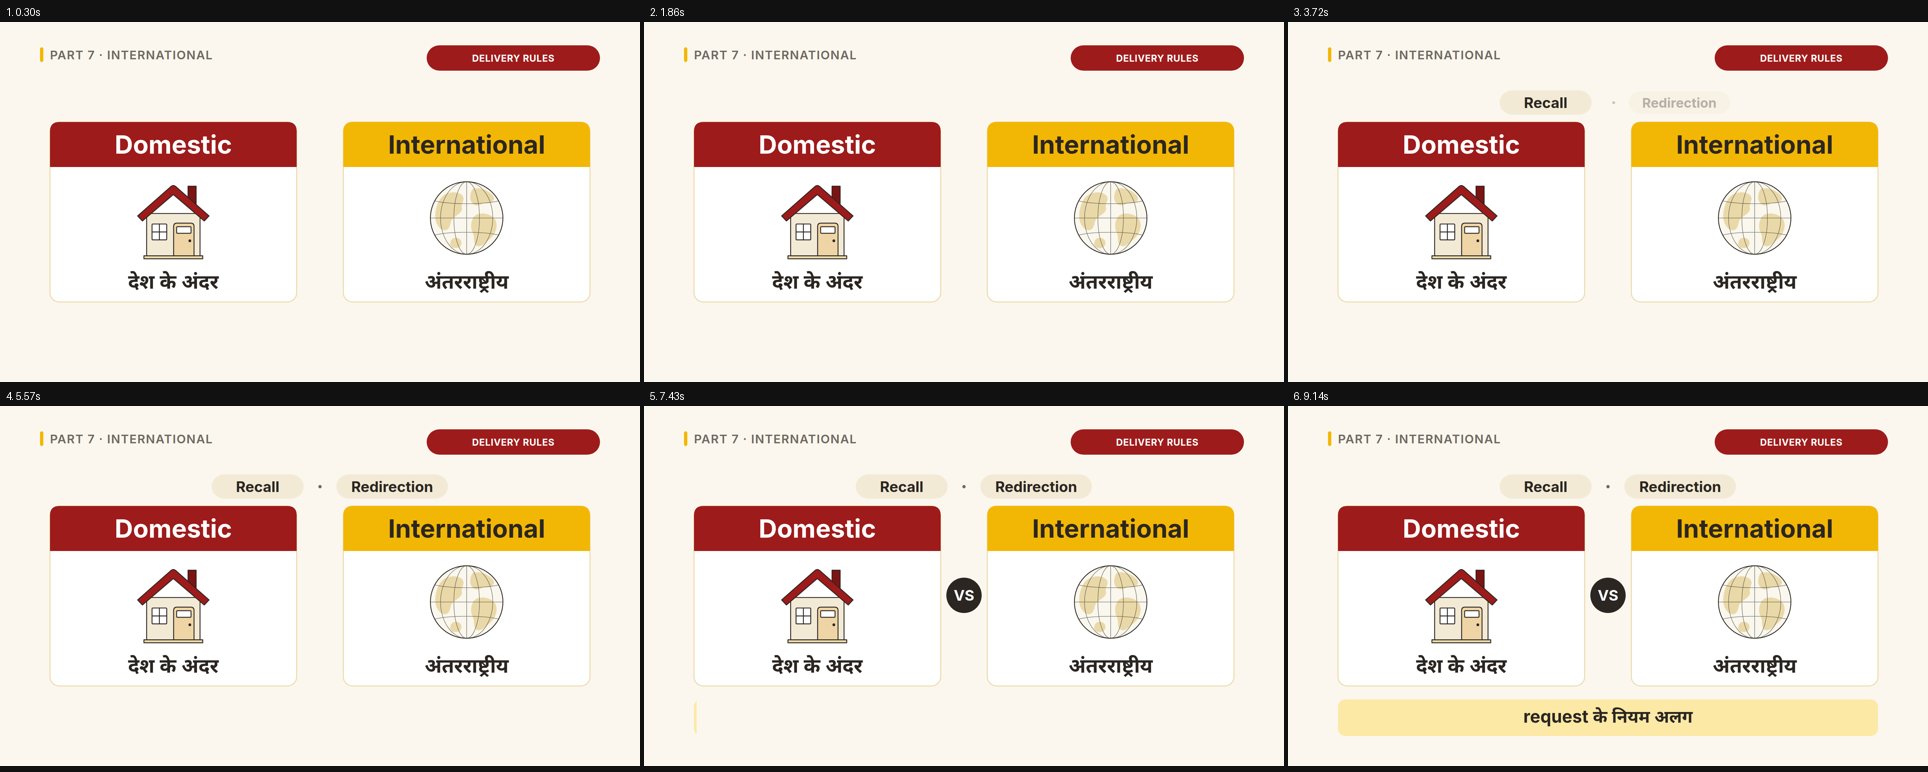 1. 0.30s
PART 7 · INTERNATIONAL
DELIVERY RULES
Domestic
International
देश के अंदर
अंतरराष्ट्रीय
2. 1.86s
PART 7 · INTERNATIONAL
DELIVERY RULES
Domestic
International
देश के अंदर
अंतरराष्ट्रीय
3. 3.72s
PART 7 · INTERNATIONAL
DELIVERY RULES
Recall · Redirection
Domestic
International
देश के अंदर
अंतरराष्ट्रीय
4. 5.57s
PART 7 · INTERNATIONAL
DELIVERY RULES
Recall · Redirection
Domestic
International
देश के अंदर
अंतरराष्ट्रीय
5. 7.43s
PART 7 · INTERNATIONAL
DELIVERY RULES
Recall · Redirection
Domestic
International
VS
देश के अंदर
अंतरराष्ट्रीय
6. 9.14s
PART 7 · INTERNATIONAL
DELIVERY RULES
Recall · Redirection
Domestic
International
VS
देश के अंदर
अंतरराष्ट्रीय
request के नियम अलग